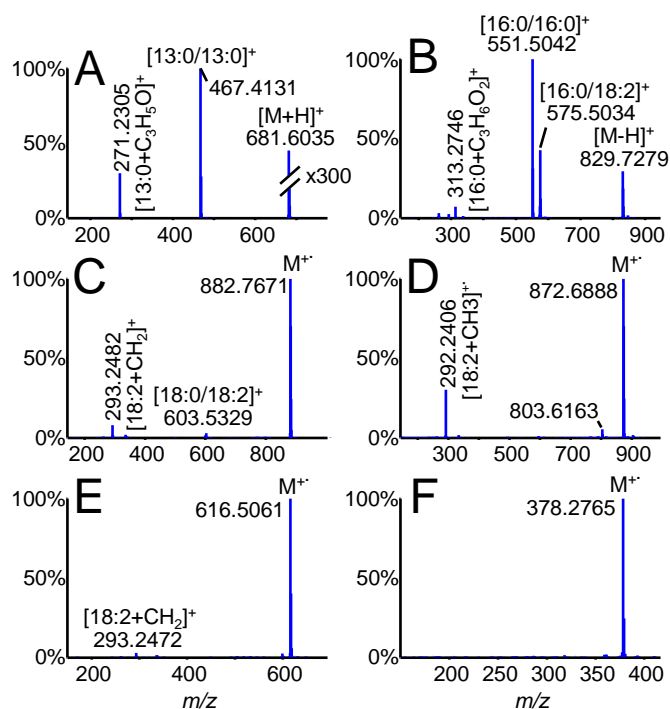 A
100%
50%
0%
271.2305
[13:0+C3H5O]+
[13:0/13:0]+
467.4131
[M+H]+
681.6035
x300
200 400 600
B
100%
50%
0%
313.2746
[16:0+C3H6O2]+
[16:0/16:0]+
551.5042
[16:0/18:2]+
575.5034
[M-H]+
829.7279
300 500 700 900
C
100%
50%
0%
293.2482
[18:2+CH2]+
[18:0/18:2]+
603.5329
M+·
882.7671
200 400 600 800
D
100%
50%
0%
292.2406
[18:2+CH3]+·
803.6163
M+·
872.6888
300 500 700 900
E
100%
50%
0%
[18:2+CH2]+
293.2472
M+·
616.5061
200 400 600
m/z
F
100%
50%
0%
M+·
378.2765
200 250 300 350 400
m/z